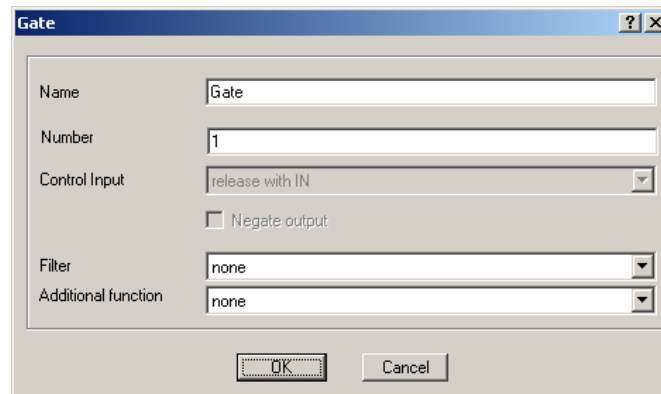 Gate
Name Gate
Number 1
Control Input release with IN
Negate output
Filter none
Additional function none
OK Cancel